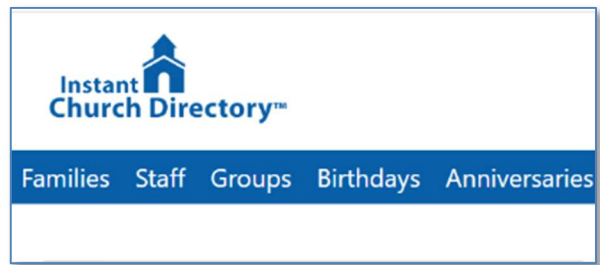 Instant
Church Directory™
Families Staff Groups Birthdays Anniversaries